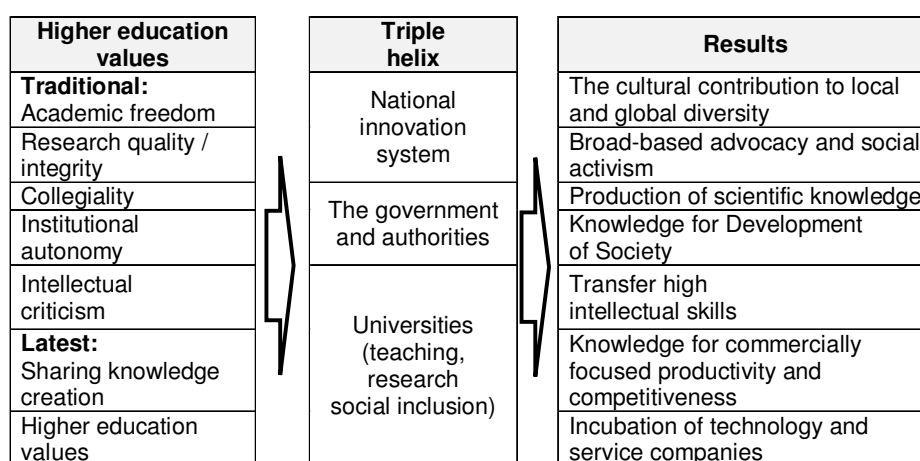 Higher education
values
Traditional:
Academic freedom
Research quality /
integrity
Collegiality
Institutional
autonomy
Intellectual
criticism
Latest:
Sharing knowledge
creation
Higher education
values
Triple
helix
National
innovation
system
The government
and authorities
Universities
(teaching,
research
social inclusion)
Results
The cultural contribution to local
and global diversity
Broad-based advocacy and social
activism
Production of scientific knowledge
Knowledge for Development
of Society
Transfer high
intellectual skills
Knowledge for commercially
focused productivity and
competitiveness
Incubation of technology and
service companies